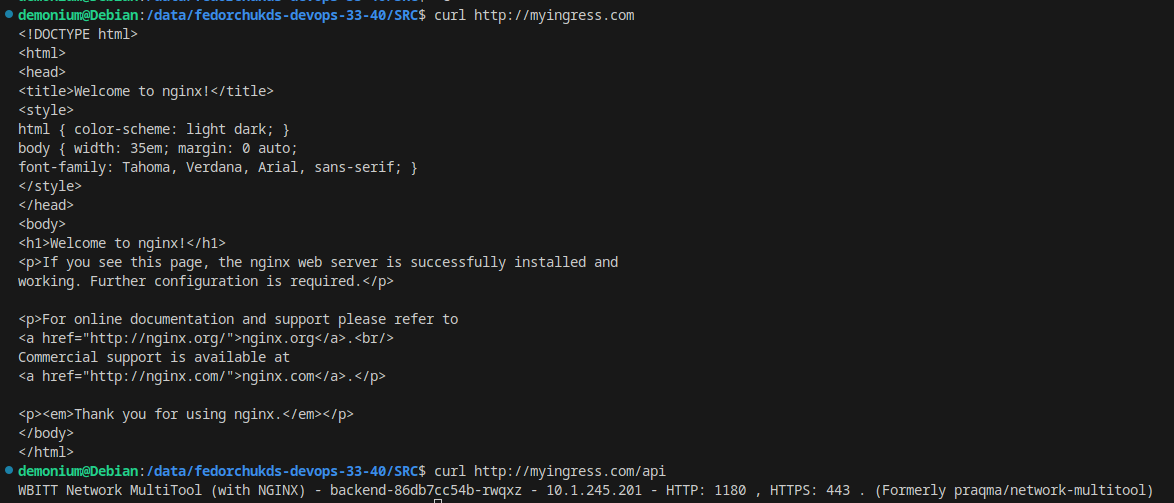 demonium@Debian:/data/fedorchukds-devops-33-40/SRC$ curl http://myingress.com
<!DOCTYPE html>
<html>
<head>
<title>Welcome to nginx!</title>
<style>
html { color-scheme: light dark; }
body { width: 35em; margin: 0 auto;
font-family: Tahoma, Verdana, Arial, sans-serif; }
</style>
</head>
<body>
<h1>Welcome to nginx!</h1>
<p>If you see this page, the nginx web server is successfully installed and
working. Further configuration is required.</p>

<p>For online documentation and support please refer to
<a href="http://nginx.org/">nginx.org</a>.<br/>
Commercial support is available at
<a href="http://nginx.com/">nginx.com</a>.</p>

<p><em>Thank you for using nginx.</em></p>
</body>
</html>
demonium@Debian:/data/fedorchukds-devops-33-40/SRC$ curl http://myingress.com/api
WBITT Network MultiTool (with NGINX) - backend-86db7cc54b-rwqxz - 10.1.245.201 - HTTP: 1180 , HTTPS: 443 . (Formerly praqma/network-multitool)